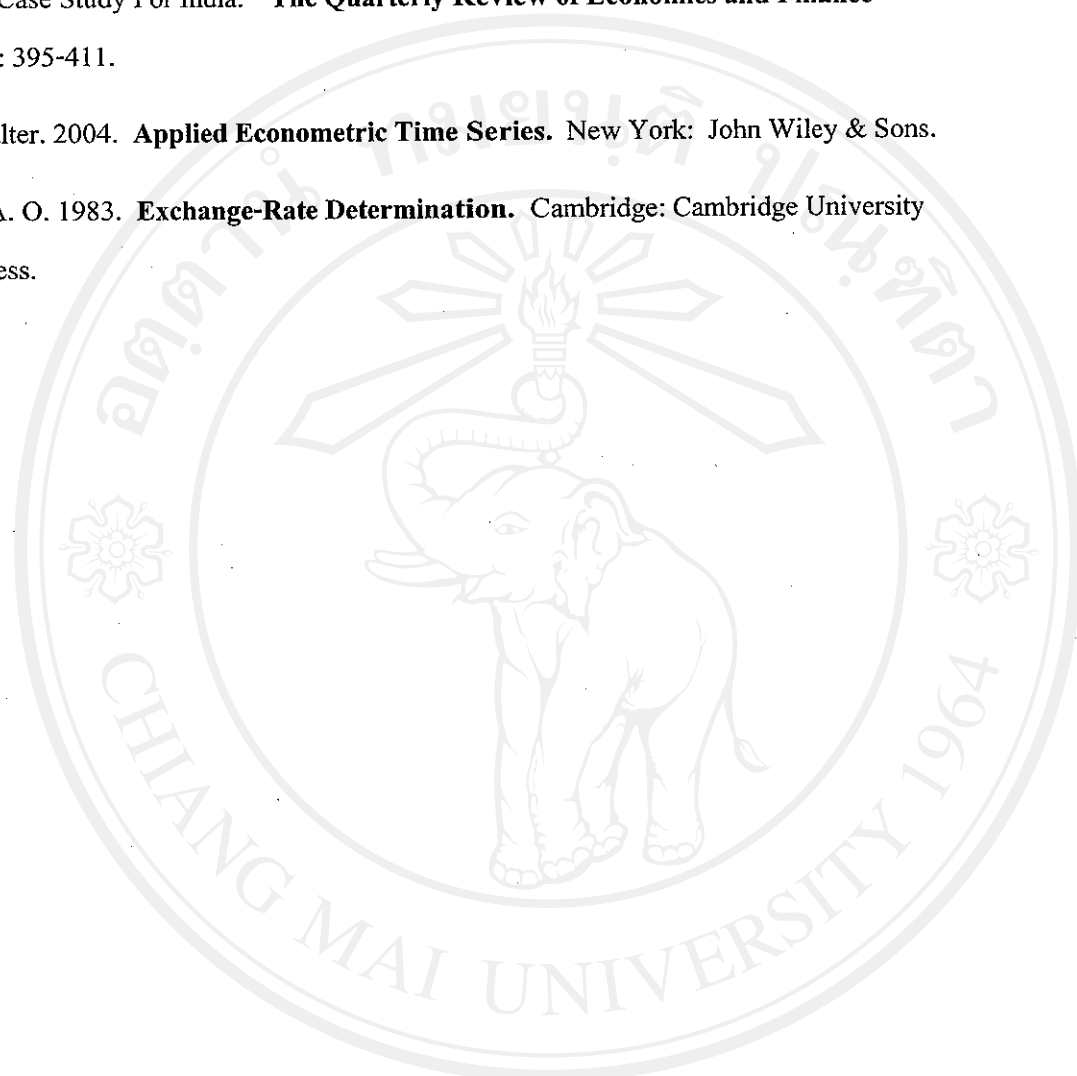 Case Study For India. The Quarterly Review of Economics and Finance
: 395-411.
lter. 2004. Applied Econometric Time Series. New York: John Wiley & Sons.
A. O. 1983. Exchange-Rate Determination. Cambridge: Cambridge University
ess.
CHIANG MAI UNIVERSITY 1964